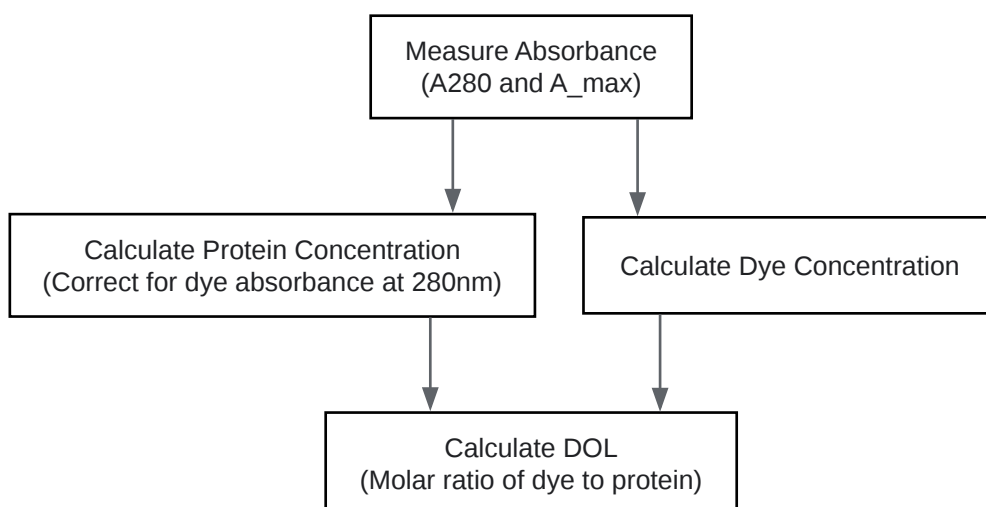 Measure Absorbance
(A280 and A_max)
Calculate Protein Concentration
(Correct for dye absorbance at 280nm)
Calculate Dye Concentration
Calculate DOL
(Molar ratio of dye to protein)